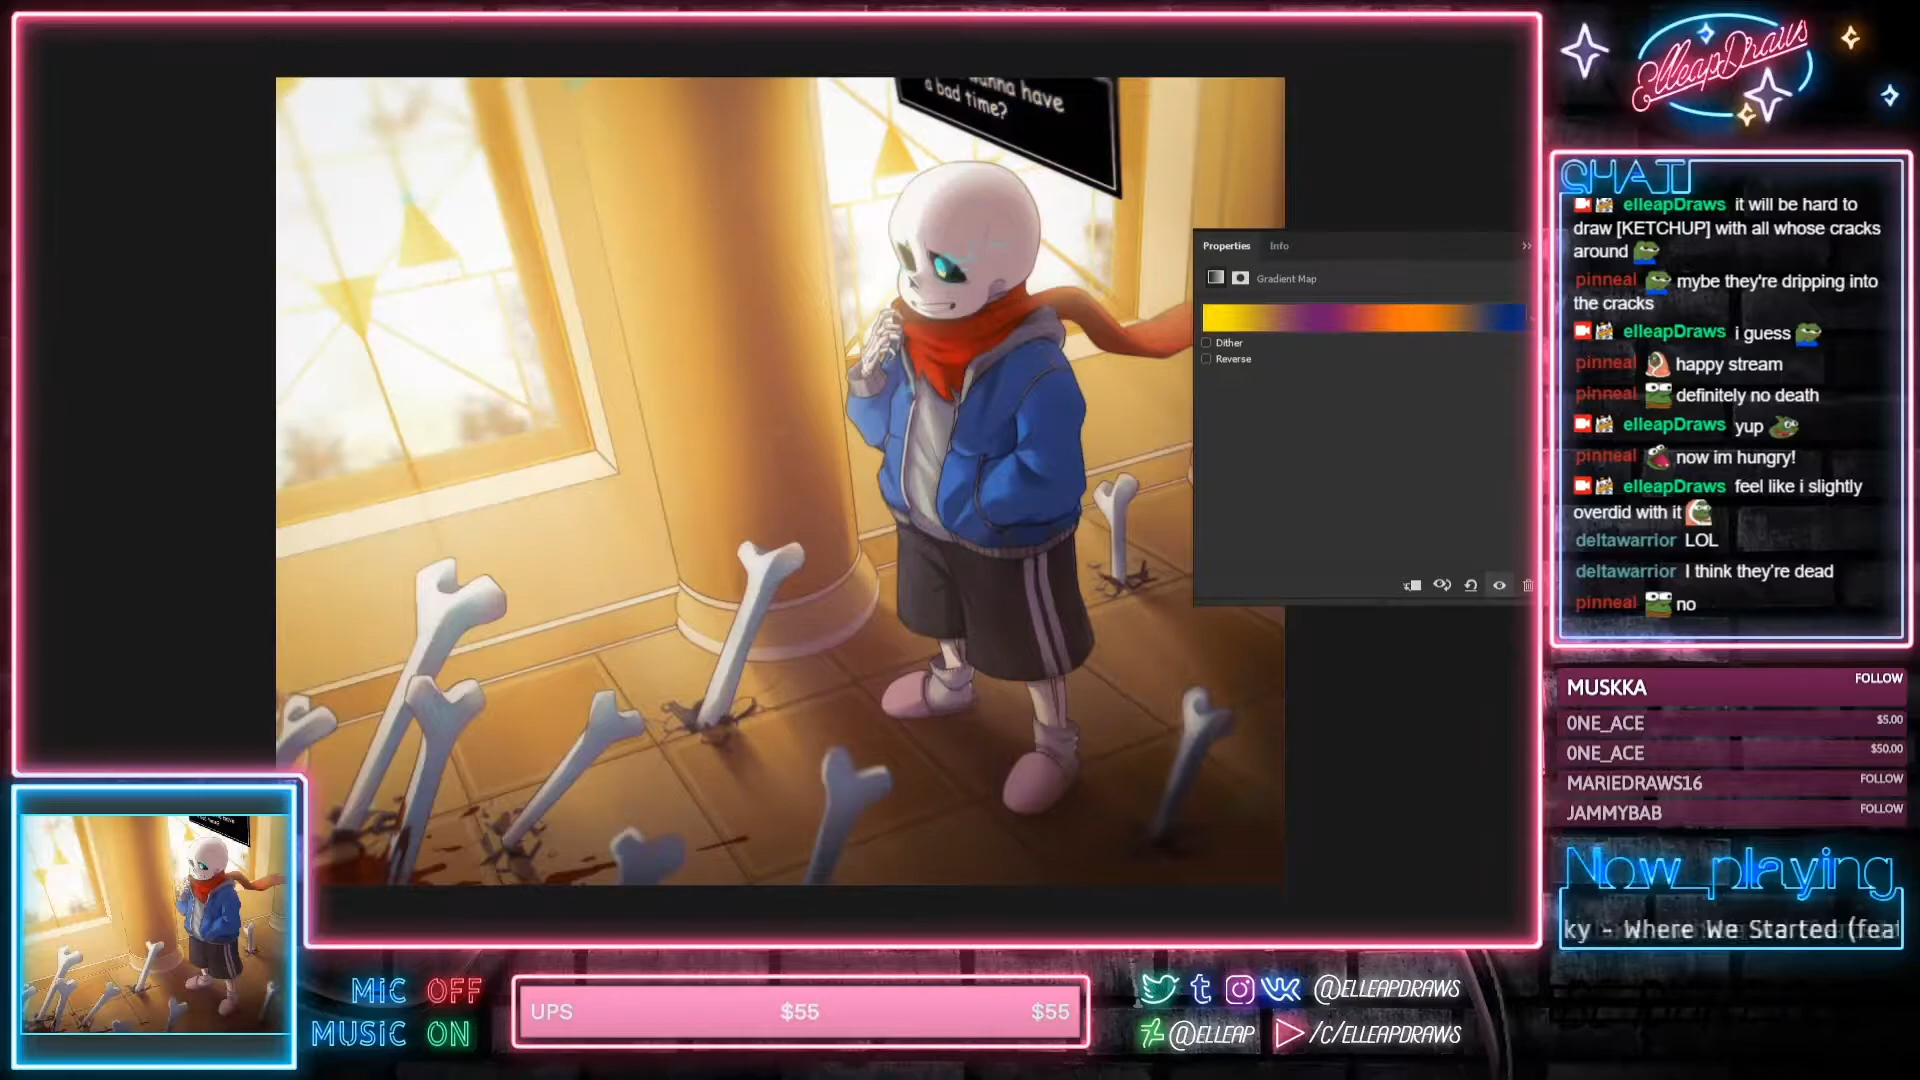 wanna have
a bad time?
Properties
Info
Gradient Map
Dither
Reverse
ElleapDraws
CHAT
elleapDraws it will be hard to
draw [KETCHUP] with all whose cracks
around
pinneal mybe they're dripping into
the cracks
elleapDraws i guess
pinneal happy stream
pinneal definitely no death
elleapDraws yup
pinneal now im hungry!
elleapDraws feel like i slightly
overdid with it
deltawarrior LOL
deltawarrior I think they're dead
pinneal no
MUSKKA FOLLOW
0NE_ACE $5.00
0NE_ACE $50.00
MARIEDRAWS16 FOLLOW
JAMMYBAB FOLLOW
Now playing
ky - Where We Started (feat
MIC OFF
MUSIC ON
UPS $55 $55
@ELLEAPDRAWS
@ELLEAP
/C/ELLEAPDRAWS